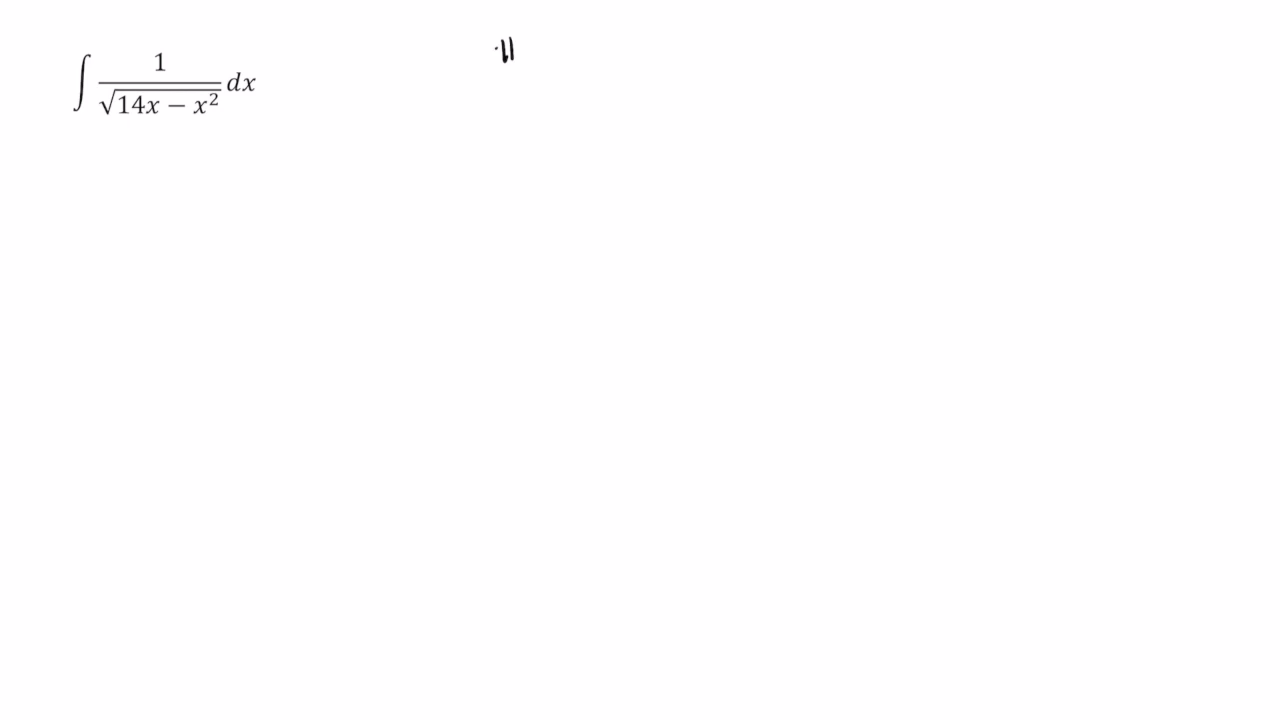 ∫ 1/√(14x − x²) dx